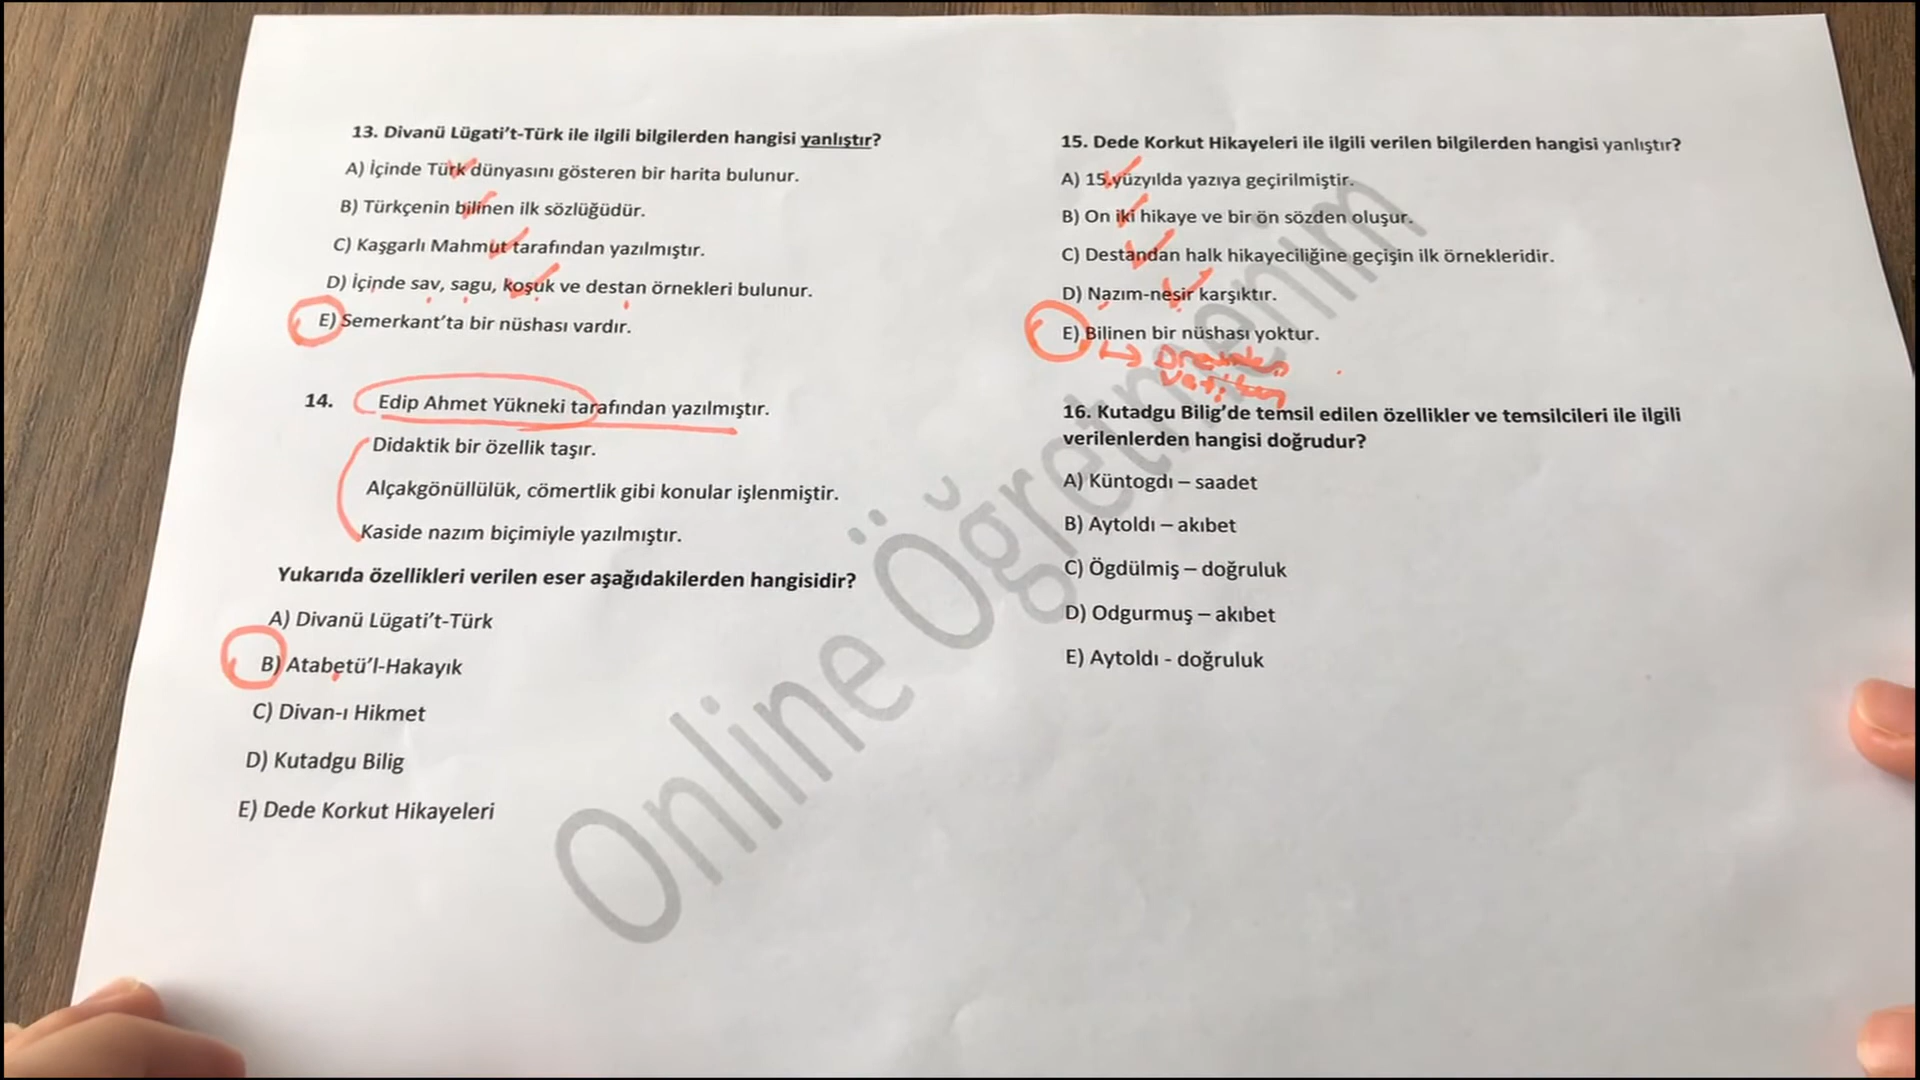 13. Divanü Lügati't-Türk ile ilgili bilgilerden hangisi yanlıştır?
A) İçinde Türk dünyasını gösteren bir harita bulunur.
B) Türkçenin bilinen ilk sözlüğüdür.
C) Kaşgarlı Mahmut tarafından yazılmıştır.
D) İçinde sav, sagu, koşuk ve destan örnekleri bulunur.
E) Semerkant'ta bir nüshası vardır.
14. Edip Ahmet Yükneki tarafından yazılmıştır.
Didaktik bir özellik taşır.
Alçakgönüllülük, cömertlik gibi konular işlenmiştir.
Kaside nazım biçimiyle yazılmıştır.
Yukarıda özellikleri verilen eser aşağıdakilerden hangisidir?
A) Divanü Lügati't-Türk
B) Atabetü'l-Hakayık
C) Divan-ı Hikmet
D) Kutadgu Bilig
E) Dede Korkut Hikayeleri
15. Dede Korkut Hikayeleri ile ilgili verilen bilgilerden hangisi yanlıştır?
A) 15.yüzyılda yazıya geçirilmiştir.
B) On iki hikaye ve bir ön sözden oluşur.
C) Destandan halk hikayeciliğine geçişin ilk örnekleridir.
D) Nazım-nesir karşıktır.
E) Bilinen bir nüshası yoktur.
16. Kutadgu Bilig'de temsil edilen özellikler ve temsilcileri ile ilgili
verilenlerden hangisi doğrudur?
A) Küntogdı – saadet
B) Aytoldı – akıbet
C) Ögdülmiş – doğruluk
D) Odgurmuş – akıbet
E) Aytoldı - doğruluk
Online Öğretmenim